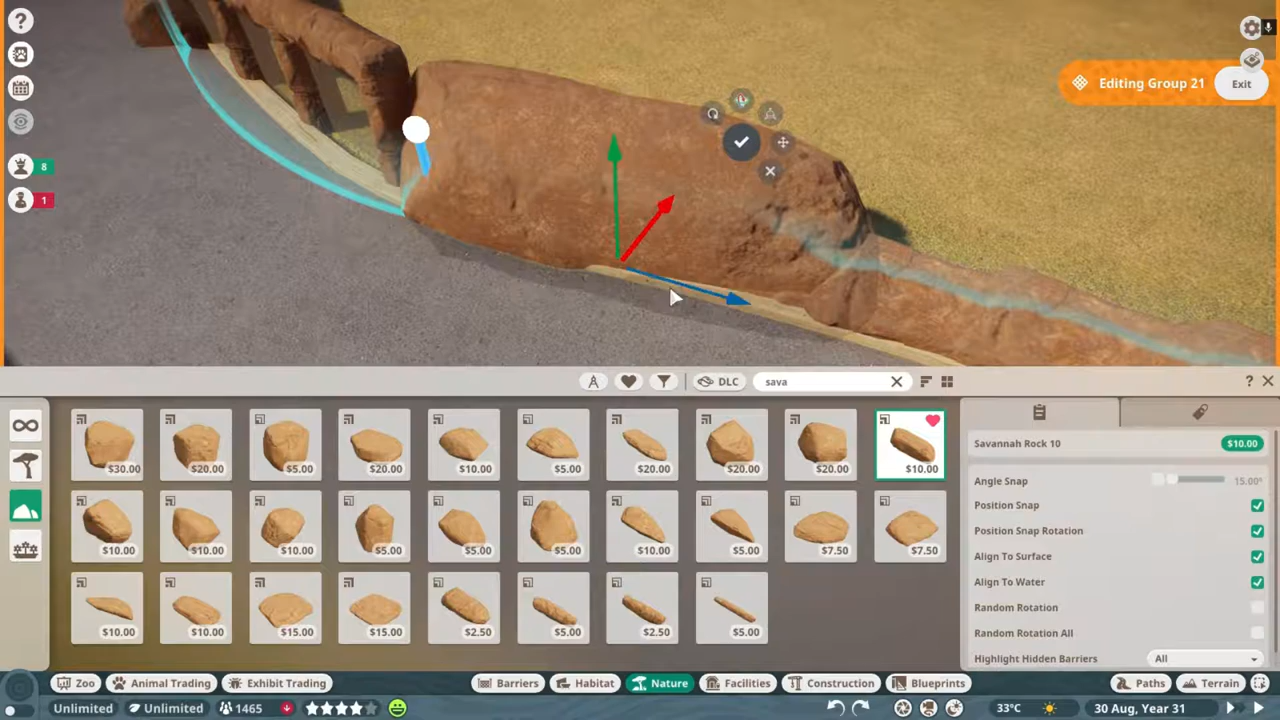 ?
Editing Group 21
Exit
8
1
DLC
sava
?
$30.00
$20.00
$5.00
$20.00
$10.00
$5.00
$20.00
$20.00
$20.00
$10.00
$10.00
$10.00
$10.00
$5.00
$5.00
$5.00
$10.00
$5.00
$7.50
$7.50
$10.00
$10.00
$15.00
$15.00
$2.50
$5.00
$2.50
$5.00
Savannah Rock 10
$10.00
Angle Snap
15.00°
Position Snap
Position Snap Rotation
Align To Surface
Align To Water
Random Rotation
Random Rotation All
Highlight Hidden Barriers
All
Zoo
Animal Trading
Exhibit Trading
Barriers
Habitat
Nature
Facilities
Construction
Blueprints
Paths
Terrain
Unlimited
Unlimited
1465
33°C
30 Aug, Year 31